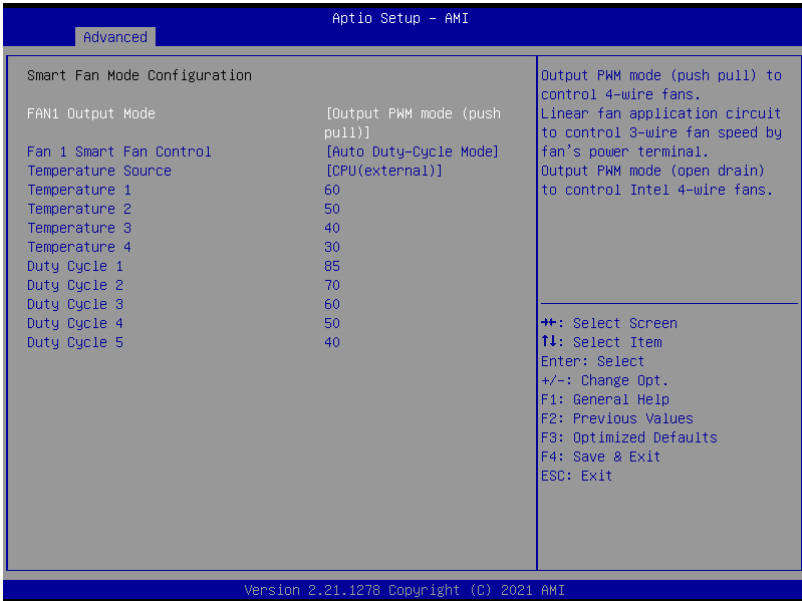 Aptio Setup – AMI
Advanced
Smart Fan Mode Configuration
FAN1 Output Mode [Output PWM mode (push
pull)]
Fan 1 Smart Fan Control [Auto Duty-Cycle Mode]
Temperature Source [CPU(external)]
Temperature 1 60
Temperature 2 50
Temperature 3 40
Temperature 4 30
Duty Cycle 1 85
Duty Cycle 2 70
Duty Cycle 3 60
Duty Cycle 4 50
Duty Cycle 5 40
Output PWM mode (push pull) to
control 4-wire fans.
Linear fan application circuit
to control 3-wire fan speed by
fan's power terminal.
Output PWM mode (open drain)
to control Intel 4-wire fans.
→←: Select Screen
↑↓: Select Item
Enter: Select
+/-: Change Opt.
F1: General Help
F2: Previous Values
F3: Optimized Defaults
F4: Save & Exit
ESC: Exit
Version 2.21.1278 Copyright (C) 2021 AMI